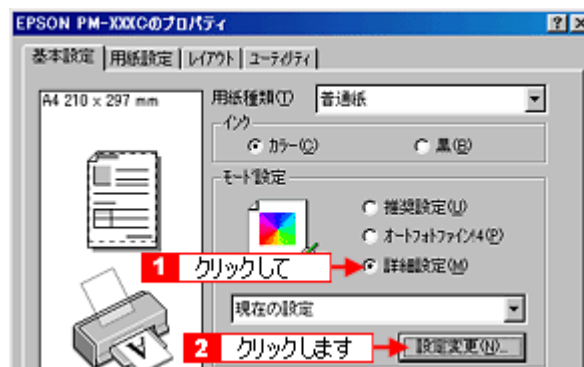 EPSON PM-XXXCのプロパティ
基本設定 用紙設定 レイアウト ユーティリティ
A4 210 x 297 mm
用紙種類(T) 普通紙
インク
カラー(C) 黒(B)
モード設定
推奨設定(U)
オートフォトファイン!4(P)
1 クリックして 詳細設定(M)
現在の設定
2 クリックします 設定変更(N)...